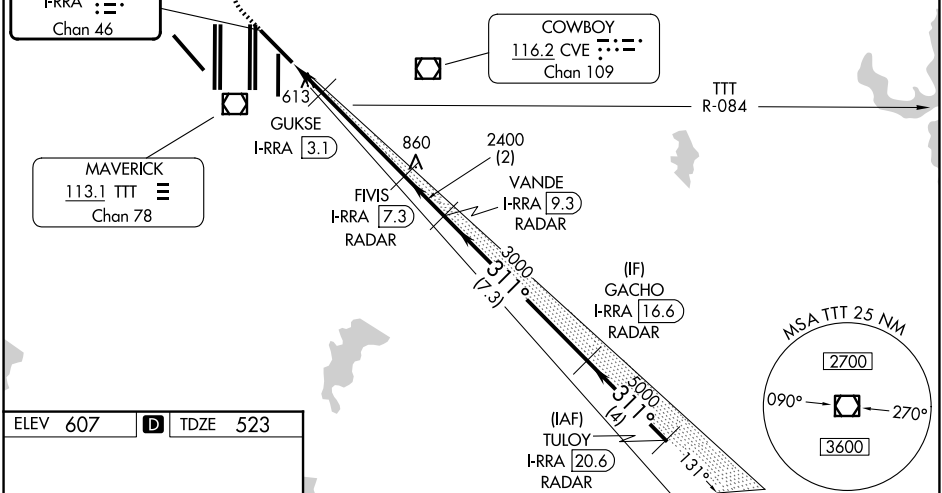 I-RRA
Chan 46
COWBOY
116.2 CVE
Chan 109
TTT
R-084
613
GUKSE
I-RRA 3.1
MAVERICK
113.1 TTT
Chan 78
860
2400
(2)
FIVIS
I-RRA 7.3
RADAR
VANDE
I-RRA 9.3
RADAR
3000
311°
(7.3)
(IF)
GACHO
I-RRA 16.6
RADAR
5000
311°
(4)
(IAF)
TULOY
I-RRA 20.6
RADAR
131°
MSA TTT 25 NM
2700
090°
270°
3600
ELEV 607 D TDZE 523